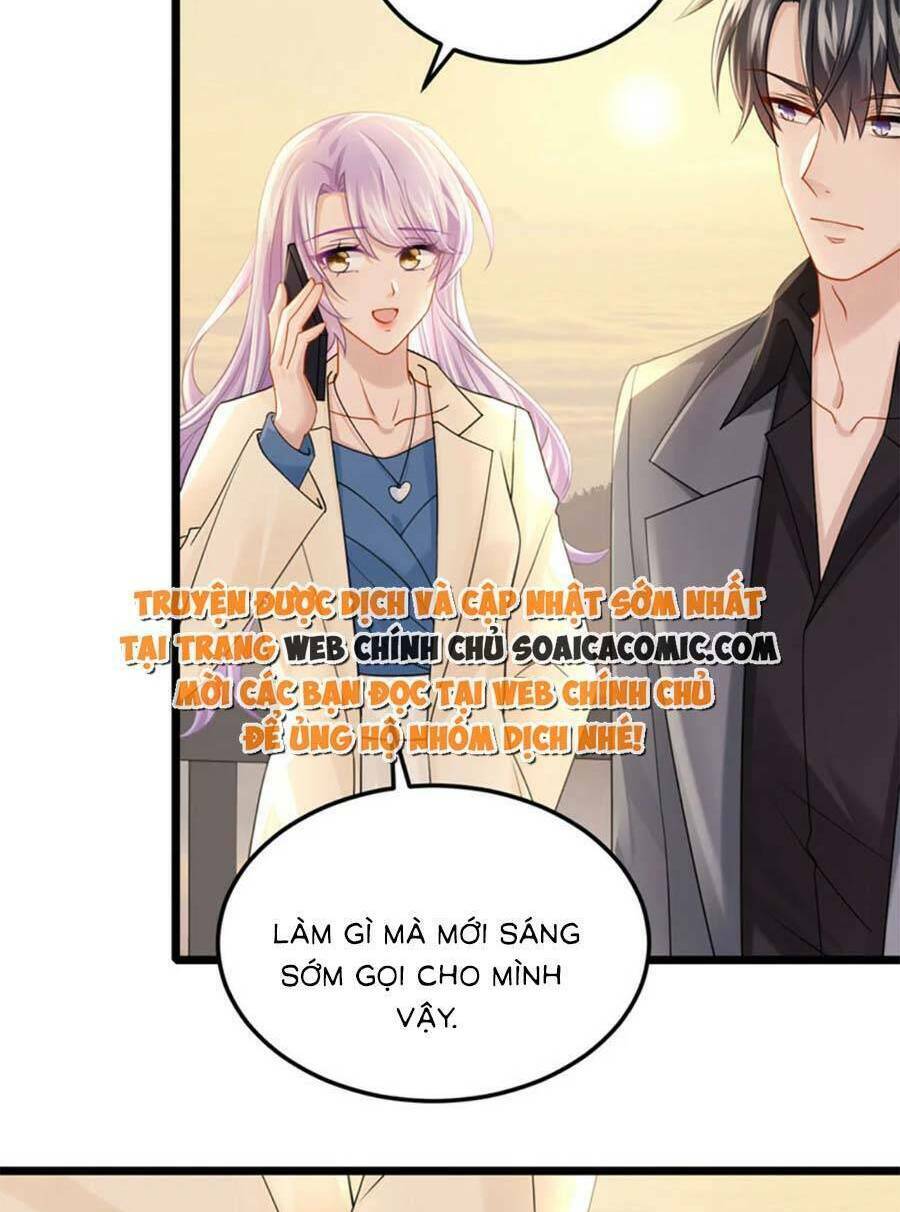 TRUYỆN ĐƯỢC DỊCH VÀ CẬP NHẬT SỚM NHẤT
TẠI TRANG WEB CHÍNH CHỦ SOAICACOMIC.COM
MỜI CÁC BẠN ĐỌC TẠI WEB CHÍNH CHỦ
ĐỂ ỦNG HỘ NHÓM DỊCH NHÉ!
LÀM GÌ MÀ MỚI SÁNG
SỚM GỌI CHO MÌNH
VẬY.